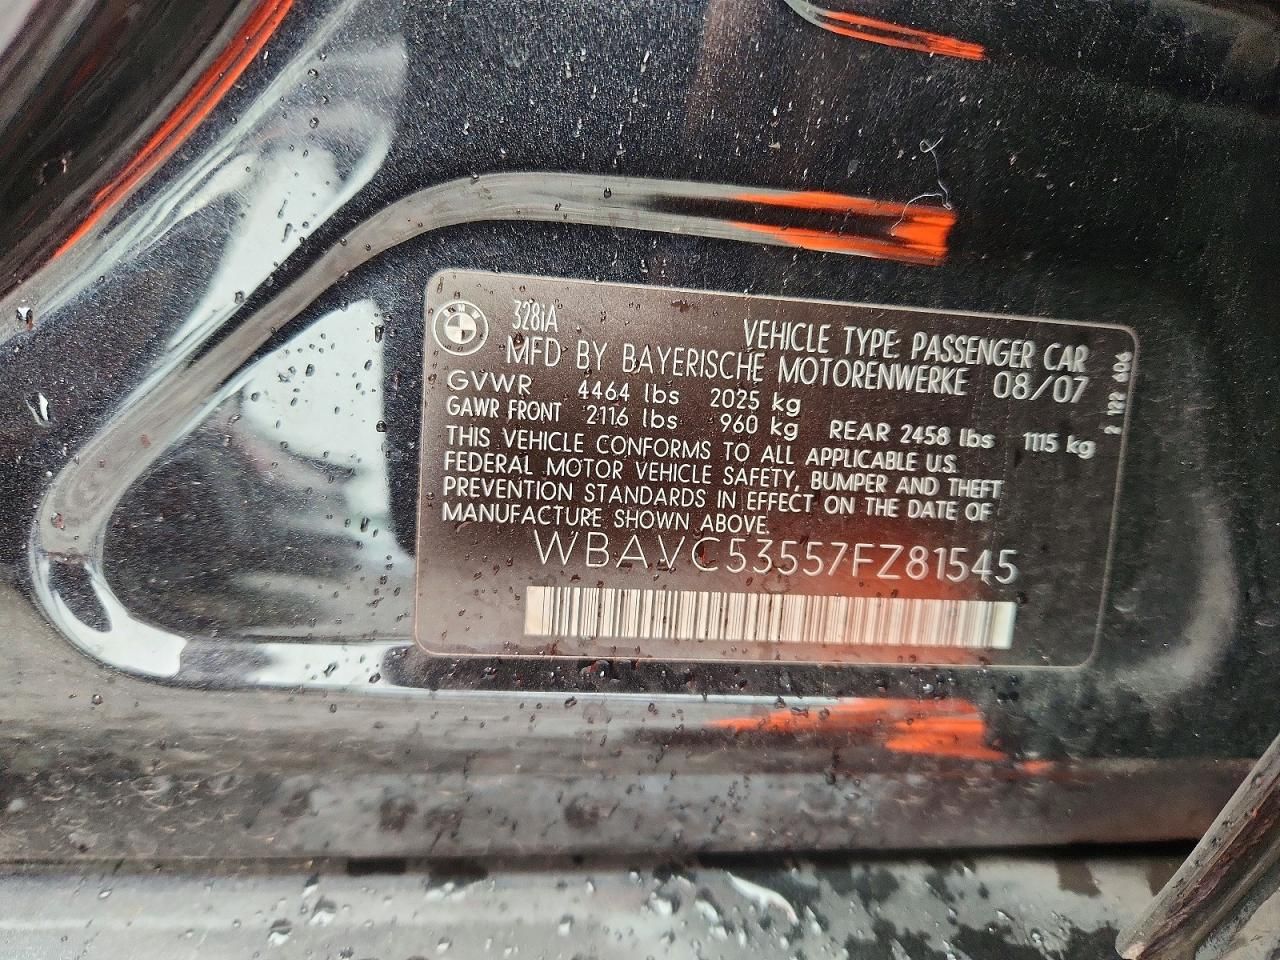 BMW
328iA
VEHICLE TYPE: PASSENGER CAR
MFD BY BAYERISCHE MOTORENWERKE 08/07
GVWR 4464 lbs 2025 kg
GAWR FRONT 2116 lbs 960 kg REAR 2458 lbs 1115 kg
THIS VEHICLE CONFORMS TO ALL APPLICABLE U.S.
FEDERAL MOTOR VEHICLE SAFETY, BUMPER AND THEFT
PREVENTION STANDARDS IN EFFECT ON THE DATE OF
MANUFACTURE SHOWN ABOVE.
WBAVC53557FZ81545